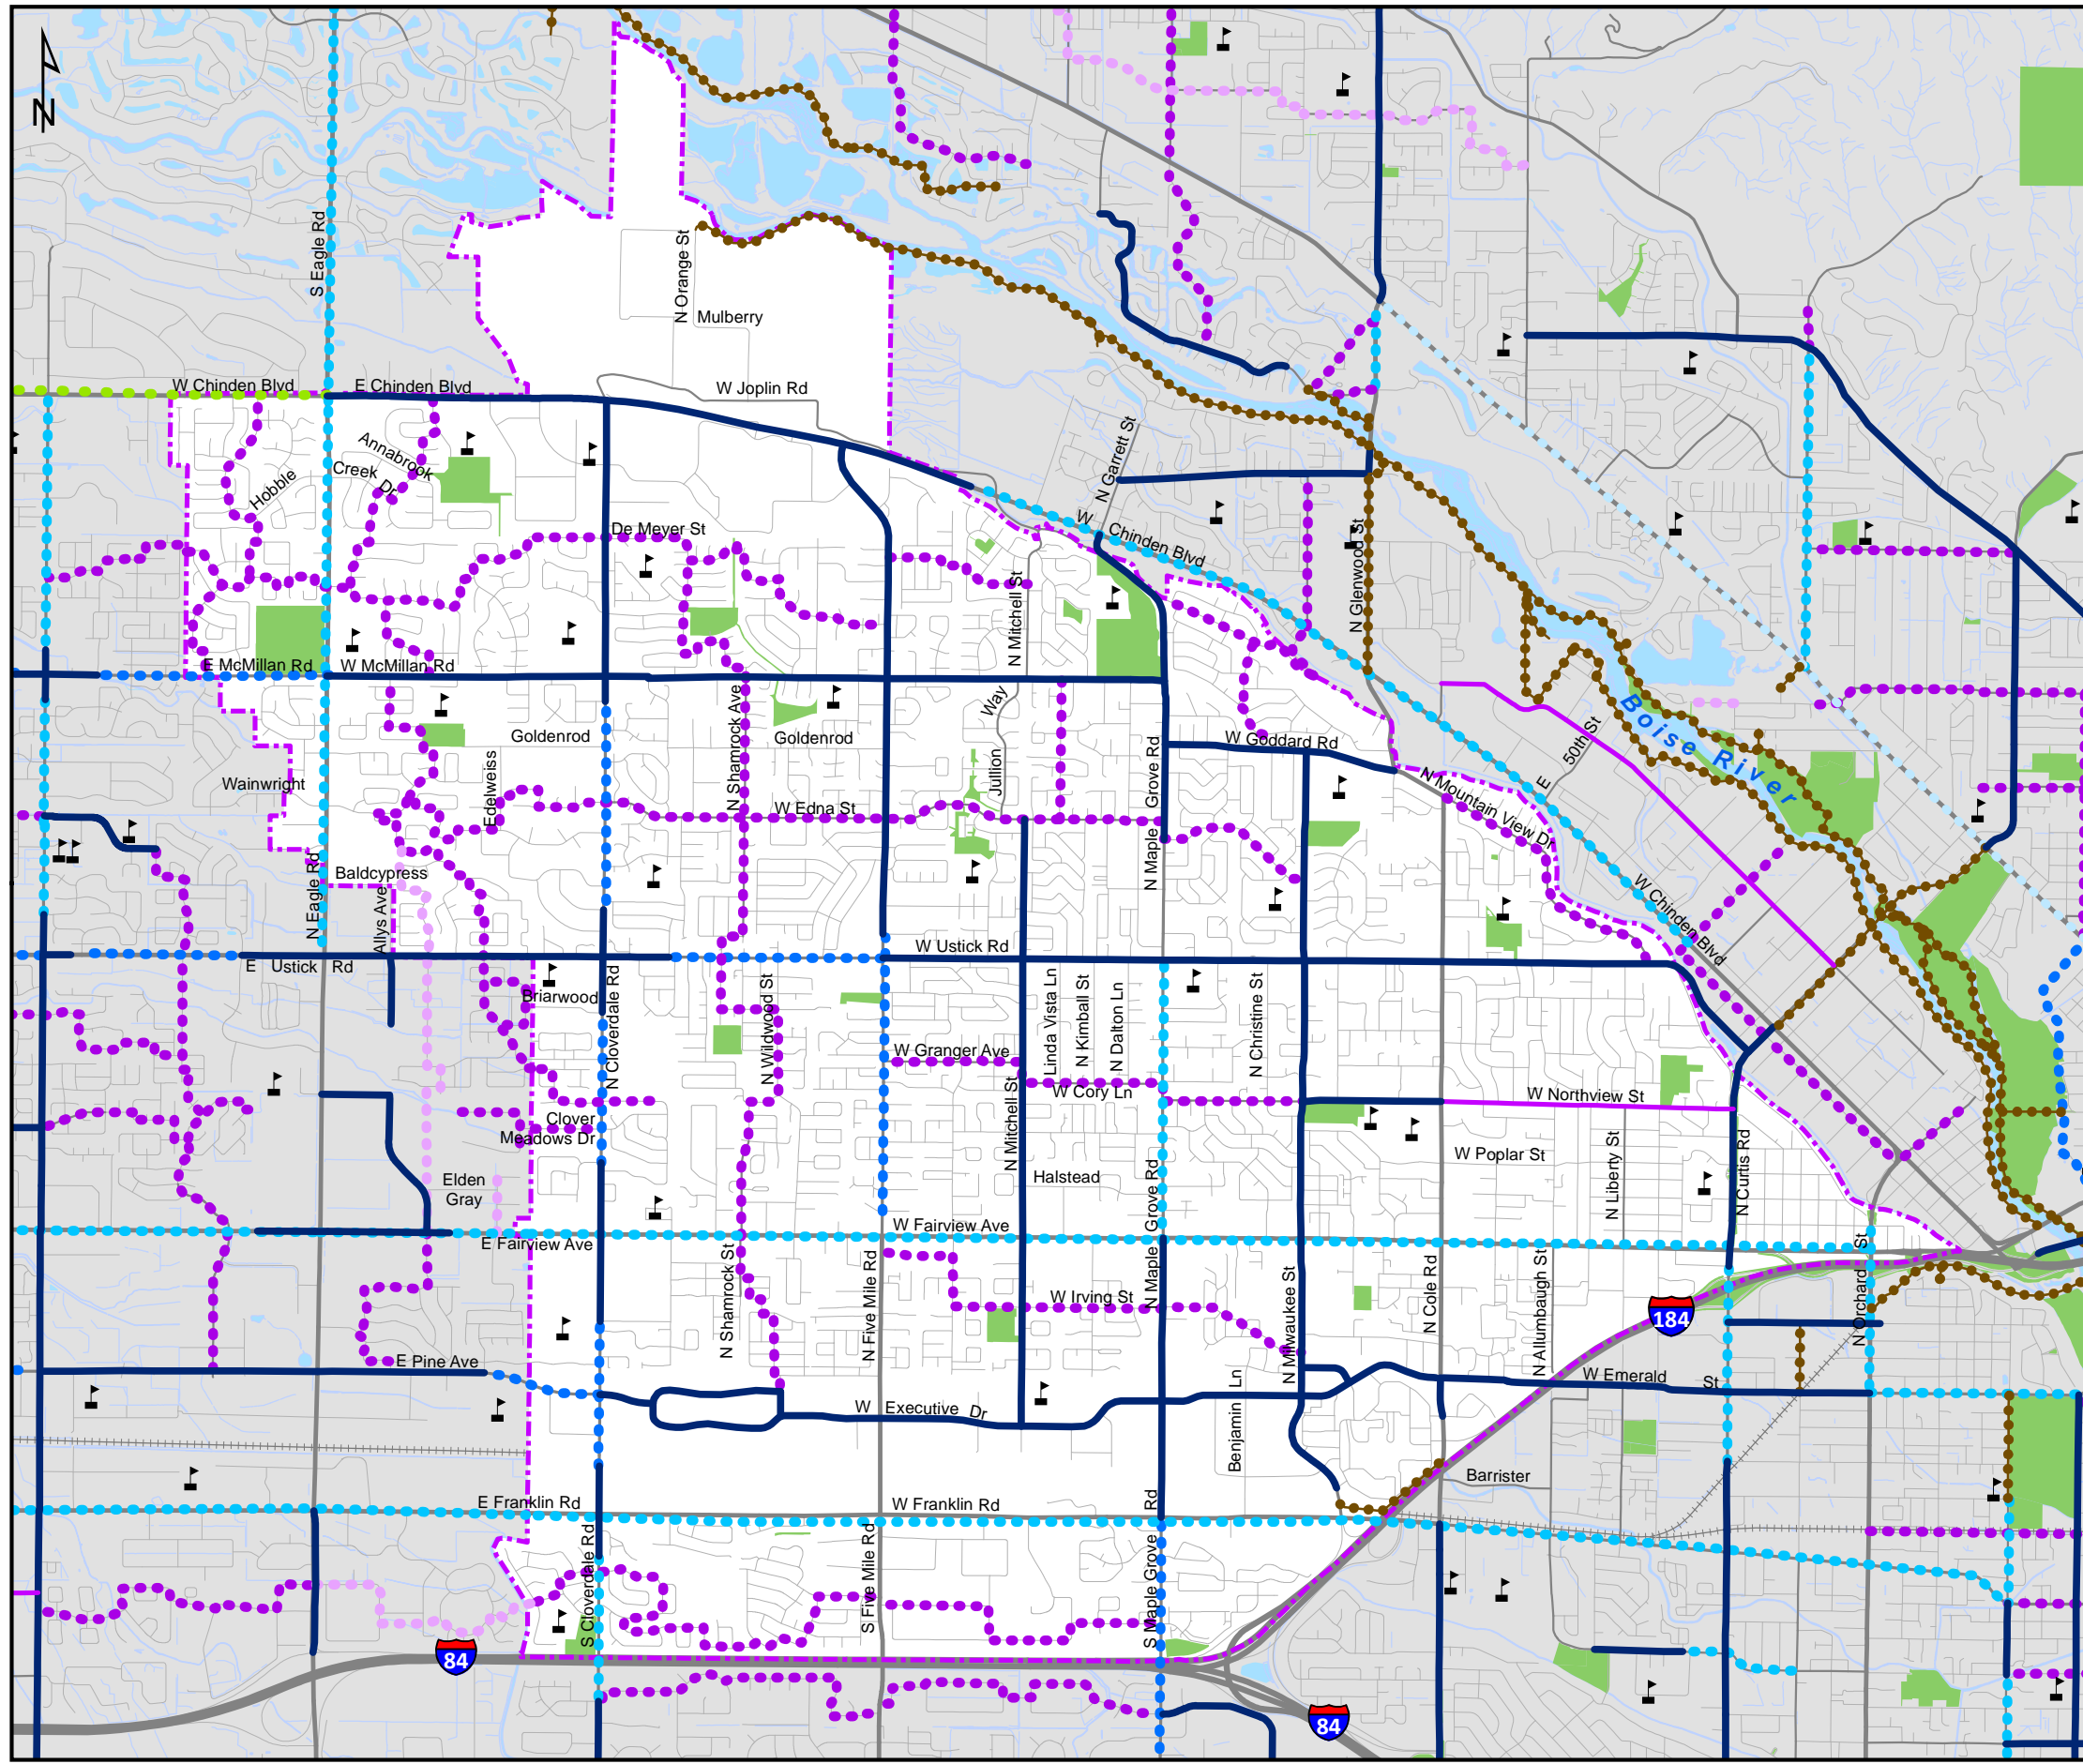 N
S Eagle Rd
N Orange St
Mulberry
W Chinden Blvd
E Chinden Blvd
W Joplin Rd
Annabrook
Creek Dr
Hobble
N Garrett St
De Meyer St
W Chinden Blvd
N Glenwood St
N Mitchell St
E McMillan Rd
W McMillan Rd
N Shamrock Ave
Way
Jullion
Goldenrod
Goldenrod
W Goddard Rd
E 50th St
Boise River
Wainwright
Edelweiss
W Edna St
N Maple Grove Rd
N Mountain View Dr
Baldcypress
N Eagle Rd
Allys Ave
W Chinden Blvd
W Ustick Rd
E Ustick Rd
Briarwood
N Cloverdale Rd
N Wildwood St
Linda Vista Ln
N Kimball St
N Dalton Ln
N Christine St
W Granger Ave
W Cory Ln
W Northview St
Clover
Meadows Dr
N Mitchell St
W Poplar St
N Liberty St
N Curtis Rd
Elden
Gray
Halstead
N Maple Grove Rd
W Fairview Ave
E Fairview Ave
N Shamrock St
N Five Mile Rd
W Irving St
N Milwaukee St
N Cole Rd
N Allumbaugh St
184
N Orchard St
E Pine Ave
W Emerald St
W Executive Dr
Benjamin Ln
Barrister
E Franklin Rd
W Franklin Rd
S Cloverdale Rd
S Five Mile Rd
S Maple Grove Rd
84
84